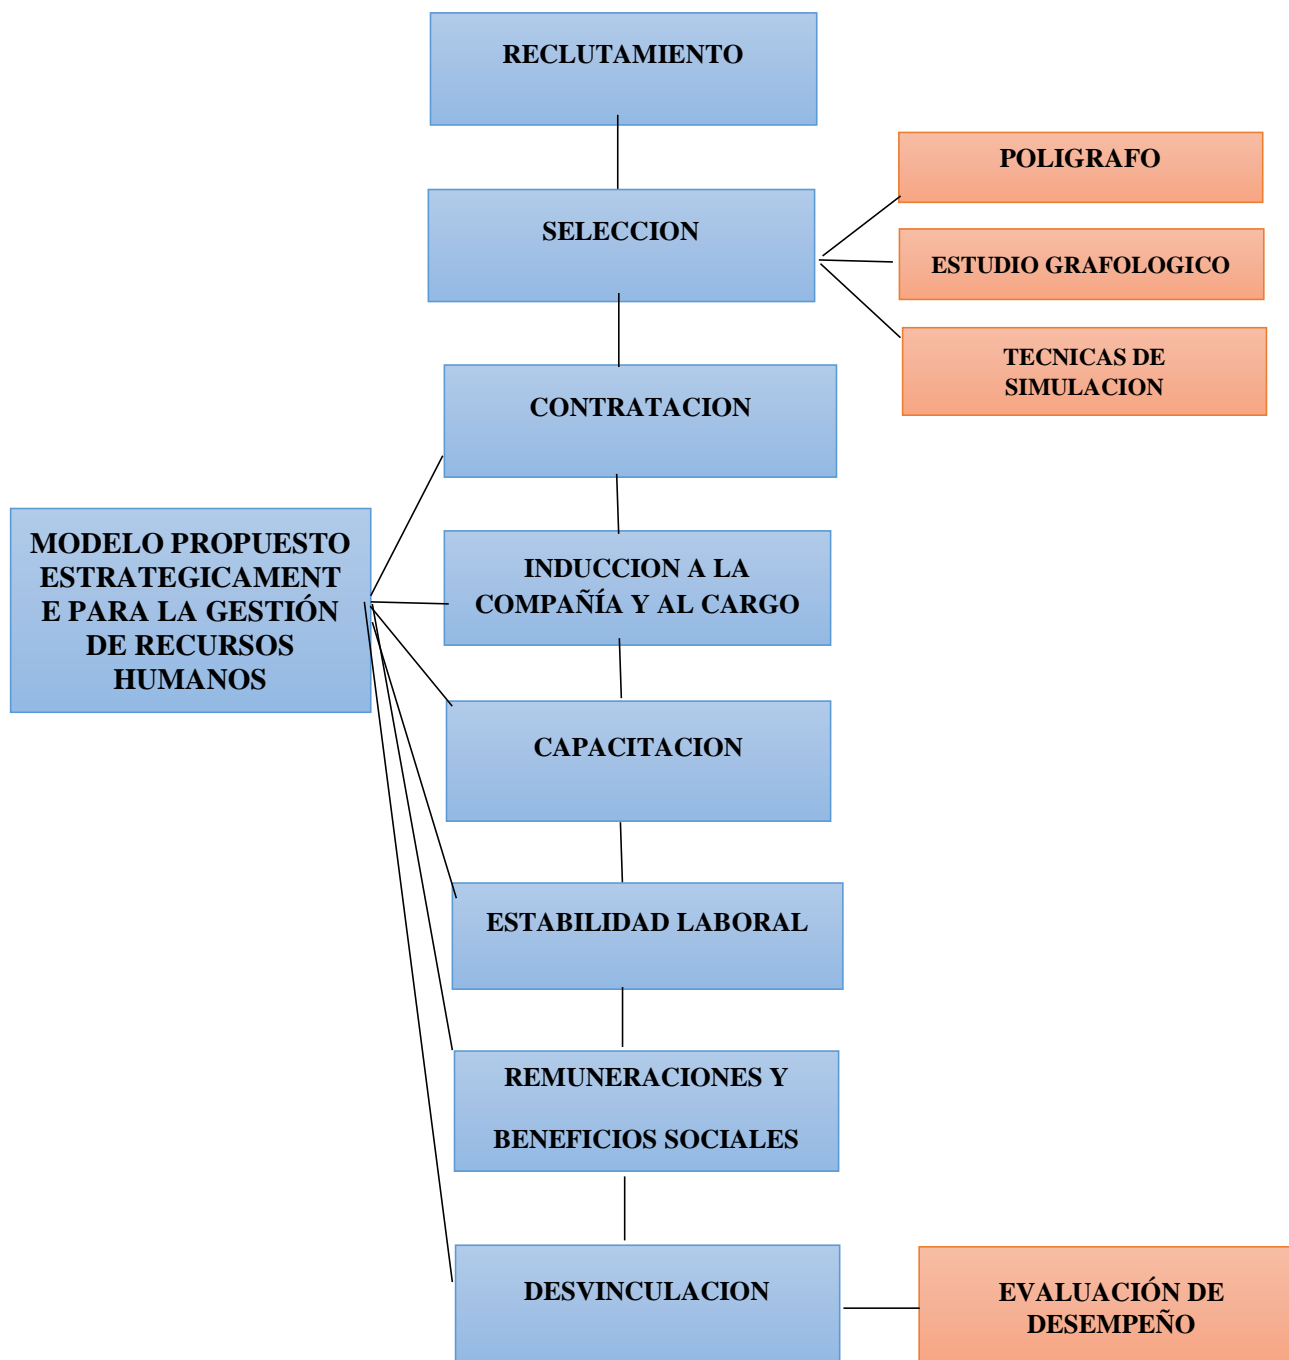 RECLUTAMIENTO
POLIGRAFO
SELECCION
ESTUDIO GRAFOLOGICO
TECNICAS DE
SIMULACION
CONTRATACION
MODELO PROPUESTO
ESTRATEGICAMENT
E PARA LA GESTIÓN
DE RECURSOS
HUMANOS
INDUCCION A LA
COMPAÑÍA Y AL CARGO
CAPACITACION
ESTABILIDAD LABORAL
REMUNERACIONES Y
BENEFICIOS SOCIALES
DESVINCULACION
EVALUACIÓN DE
DESEMPEÑO